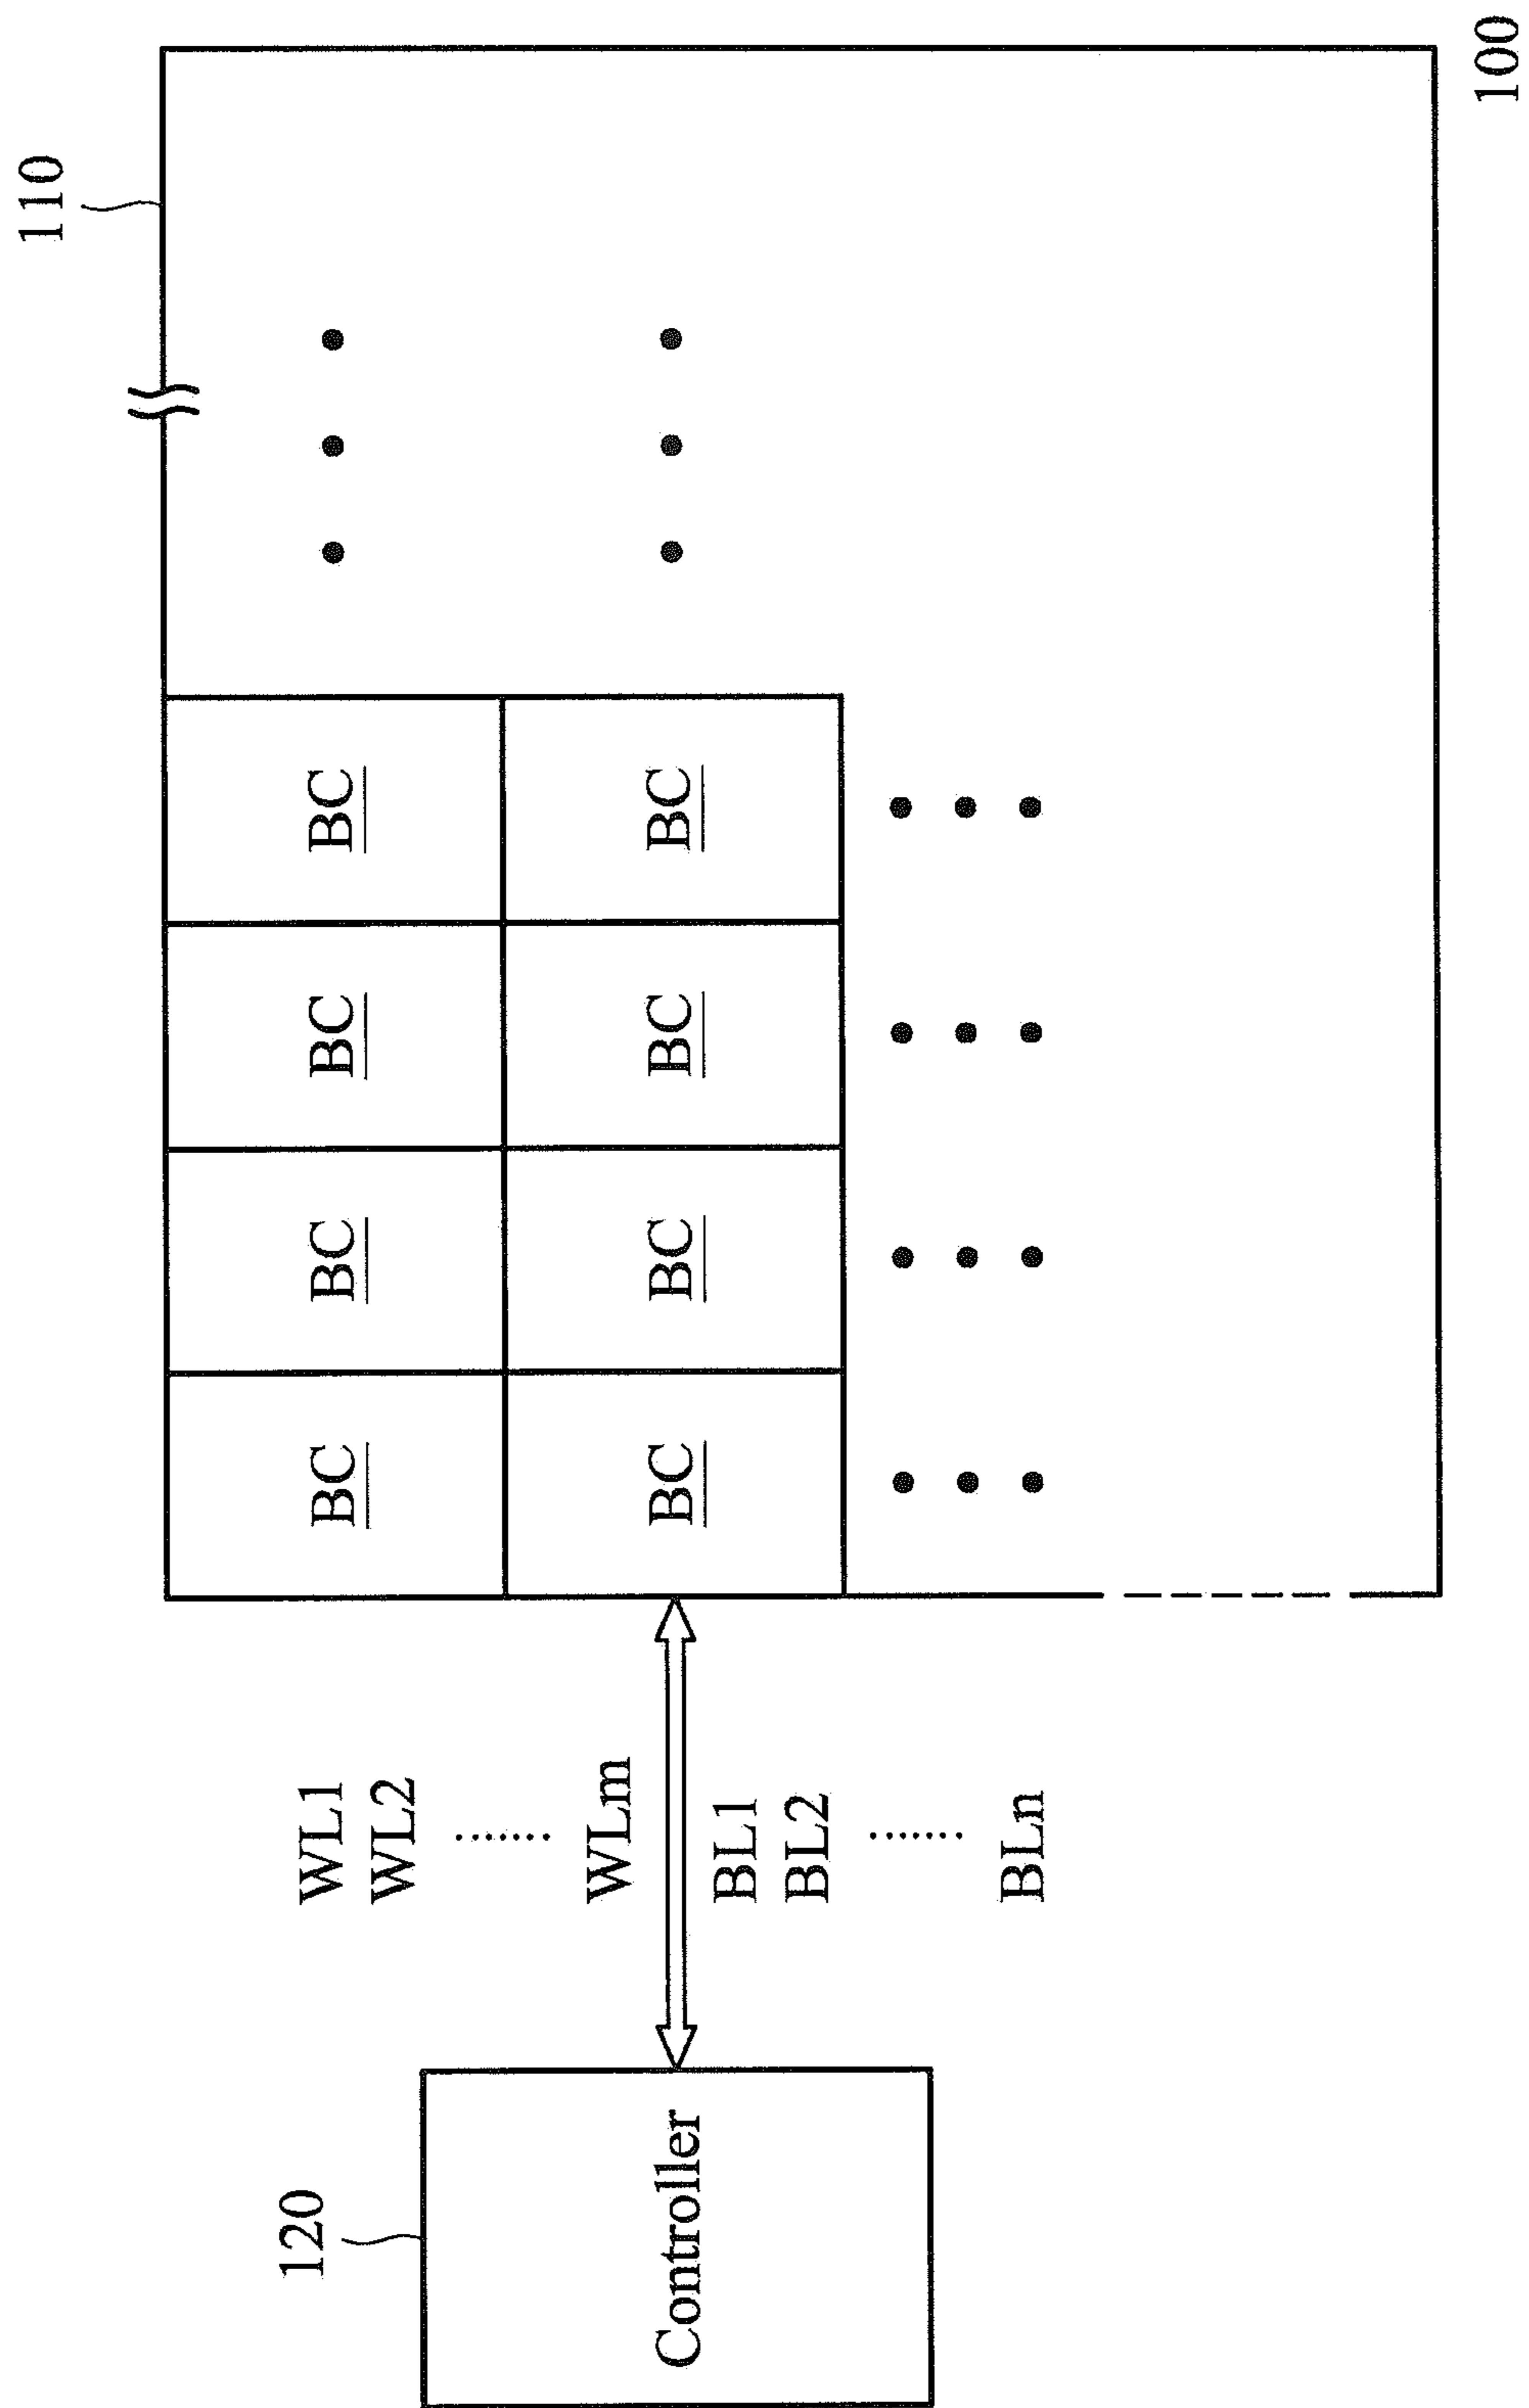 110
BC BC BC BC
BC BC BC BC
WL1
WL2
.......
WLm
BL1
BL2
.......
BLn
120
Controller
100